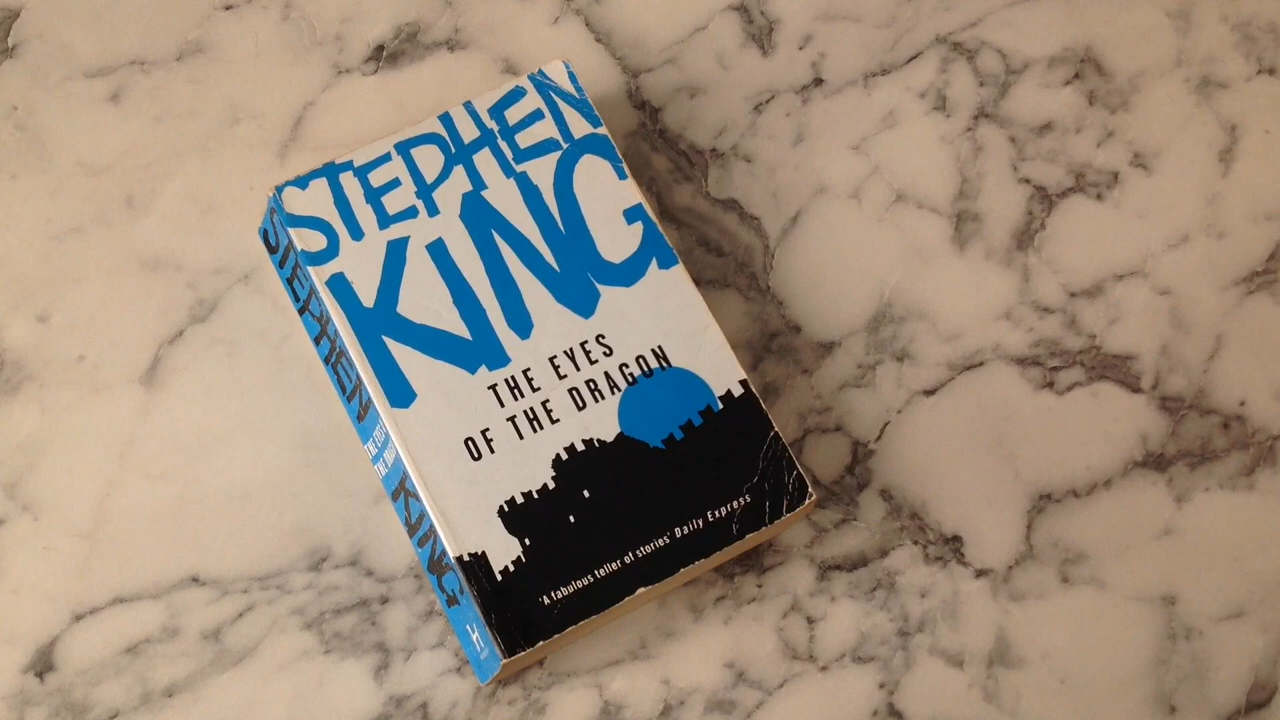 STEPHEN
KING
THE EYES
OF THE DRAGON
'A fabulous teller of stories' Daily Express
STEPHEN
THE EYES
THE DRAGON
KING